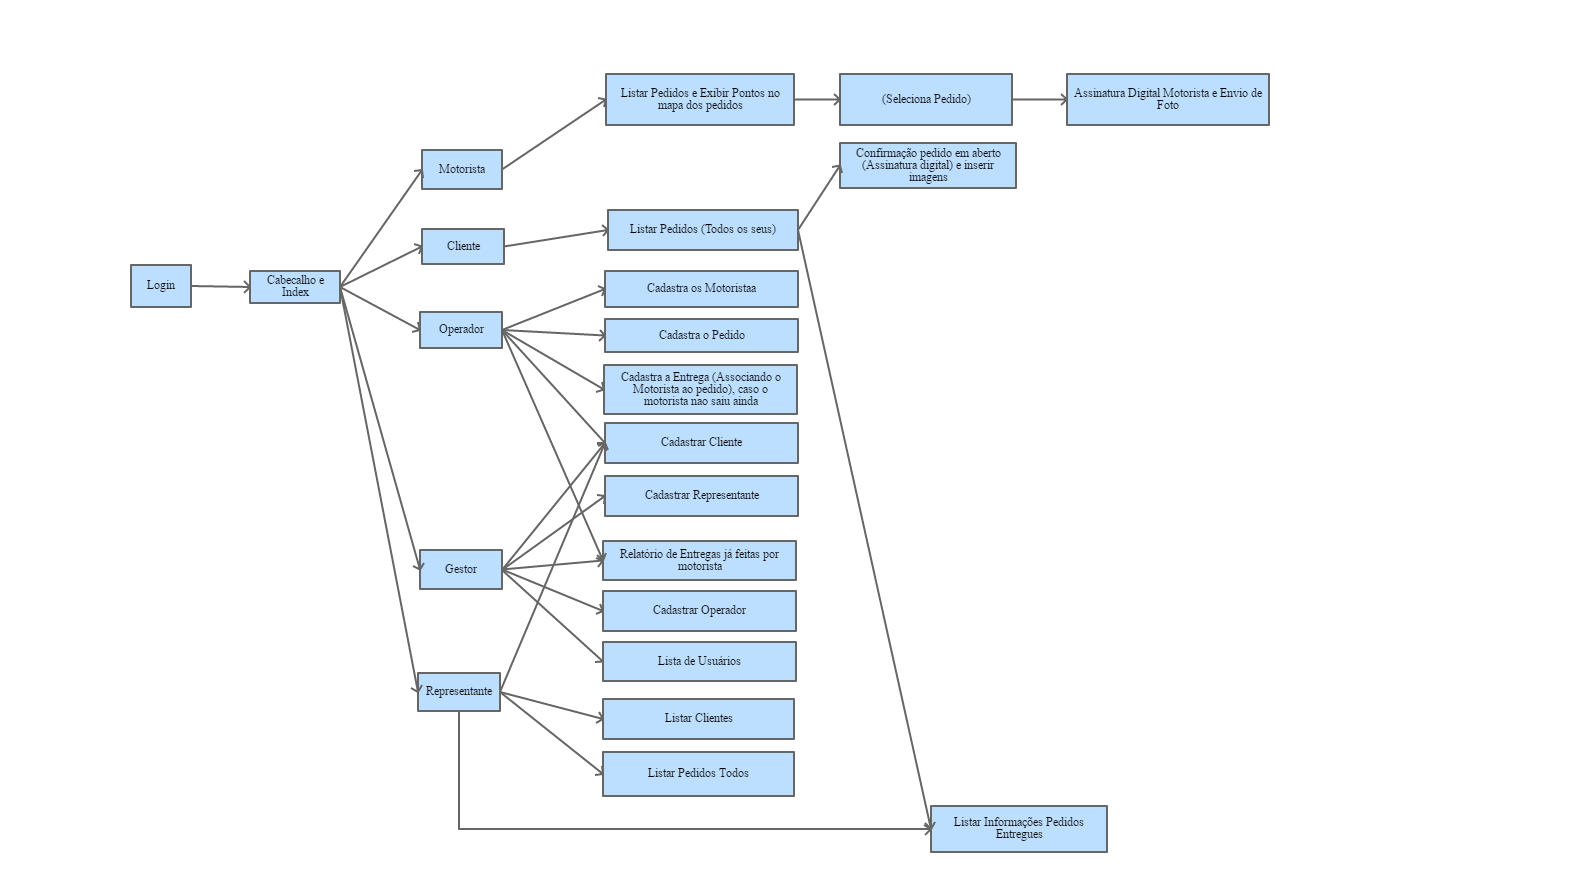 Listar Pedidos e Exibir Pontos no
mapa dos pedidos
(Seleciona Pedido)
Assinatura Digital Motorista e Envio de
Foto
Confirmação pedido em aberto
(Assinatura digital) e inserir
imagens
Motorista
Listar Pedidos (Todos os seus)
Cliente
Login
Cabecalho e
Index
Cadastra os Motoristaa
Operador
Cadastra o Pedido
Cadastra a Entrega (Associando o
Motorista ao pedido), caso o
motorista nao saiu ainda
Cadastrar Cliente
Cadastrar Representante
Relatório de Entregas já feitas por
motorista
Gestor
Cadastrar Operador
Lista de Usuários
Representante
Listar Clientes
Listar Pedidos Todos
Listar Informações Pedidos
Entregues